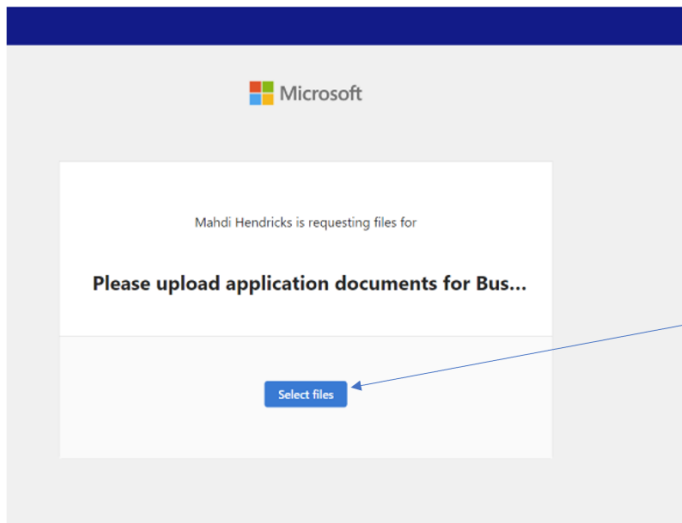 Microsoft
Mahdi Hendricks is requesting files for
Please upload application documents for Bus...
Select files